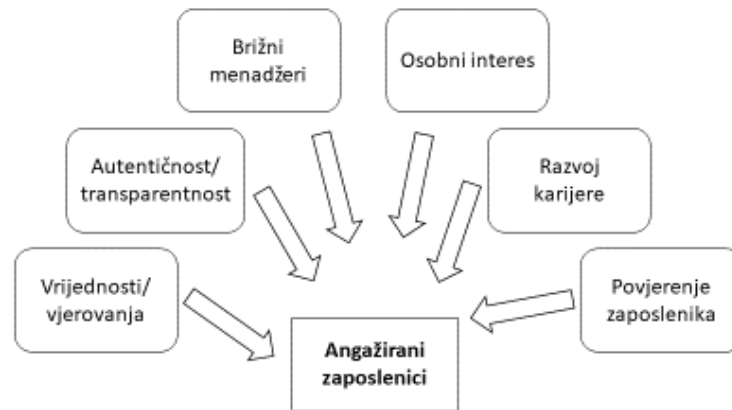 Brižni
menadžeri
Osobni interes
Autentičnost/
transparentnost
Razvoj
karijere
Vrijednosti/
vjerovanja
Povjerenje
zaposlenika
Angažirani
zaposlenici